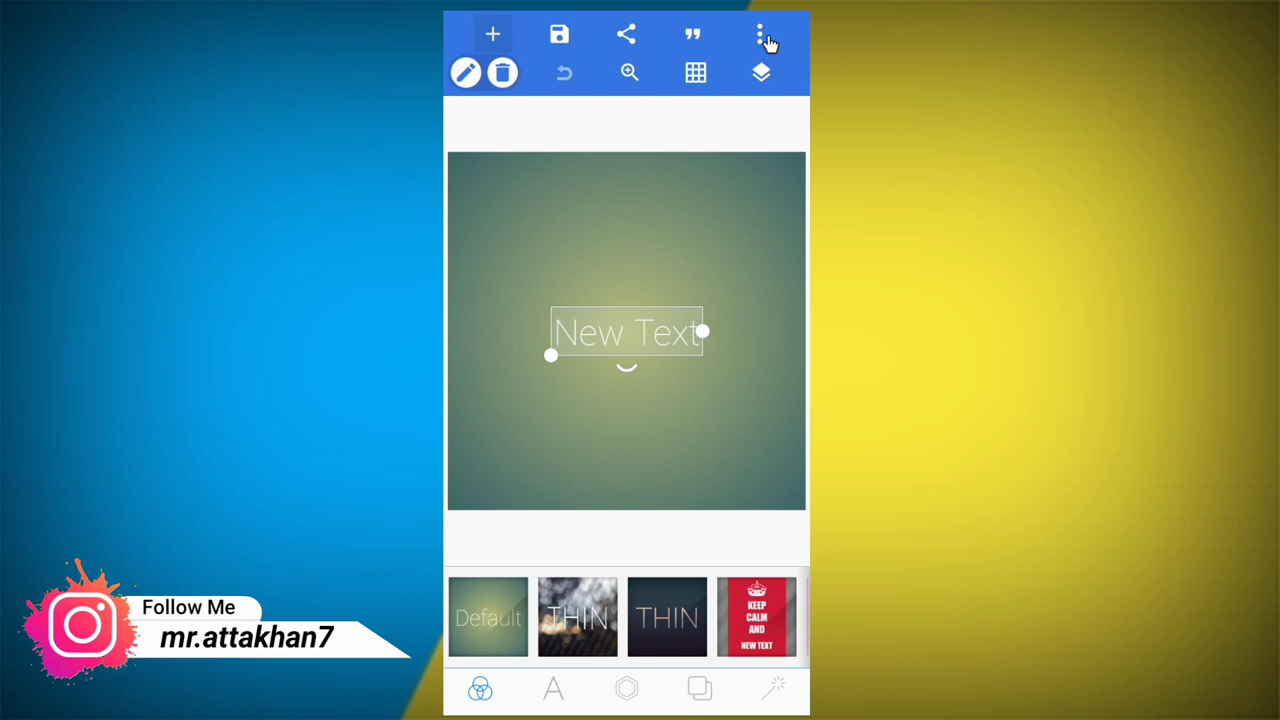 New Text
Default
THIN
THIN
KEEP
CALM
AND
NEW TEXT
A
Follow Me
mr.attakhan7